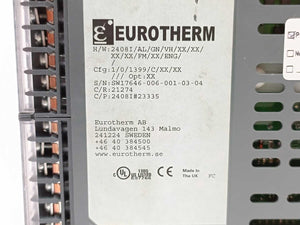 EUROTHERM
H/W:2408I/AL/GN/VH/XX/XX/
XX/XX/FM/XX/ENG/
Cfg:1/0/1399/C/XX/XX
/// Opt:XX
S/N:SW17646-006-001-03-04
C/R:21274
C/P:2408I#23335
Eurotherm AB
Lundavagen 143 Malmo
241224 SWEDEN
+46 40 384500
+46 40 384545
www.eurotherm.se
Made In
The UK